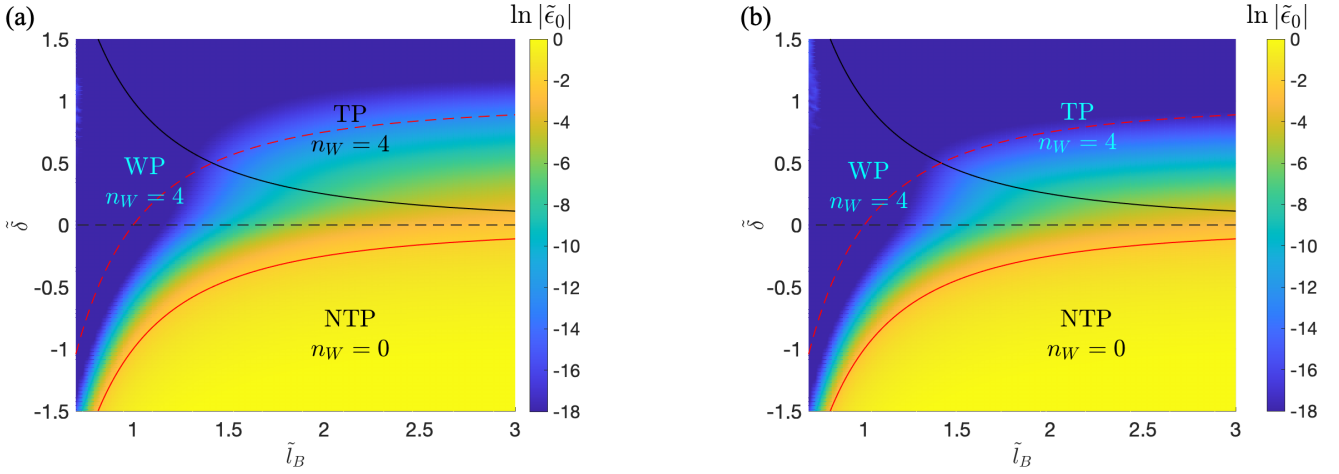 (a)
ln |ϵ̃₀|
1.5
1
0.5
0
-0.5
-1
-1.5
δ̃
1
1.5
2
2.5
3
l̃_B
TP
n_W = 4
WP
n_W = 4
NTP
n_W = 0
0
-2
-4
-6
-8
-10
-12
-14
-16
-18
(b)
ln |ϵ̃₀|
1.5
1
0.5
0
-0.5
-1
-1.5
δ̃
1
1.5
2
2.5
3
l̃_B
TP
n_W = 4
WP
n_W = 4
NTP
n_W = 0
0
-2
-4
-6
-8
-10
-12
-14
-16
-18